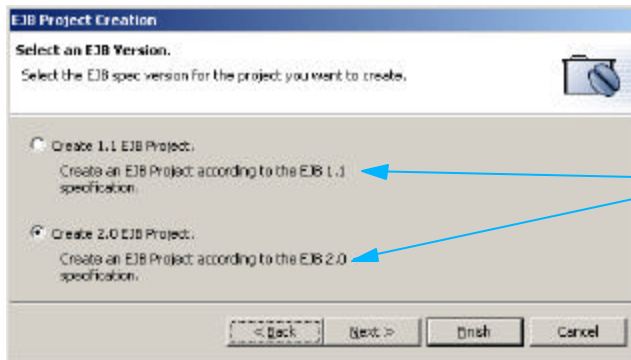 EJB Project Creation
Select an EJB Version.
Select the EJB spec version for the project you want to create.
Create 1.1 EJB Project.
Create an EJB Project according to the EJB 1.1
specification.
Create 2.0 EJB Project.
Create an EJB Project according to the EJB 2.0
specification.
< Back Next > Finish Cancel